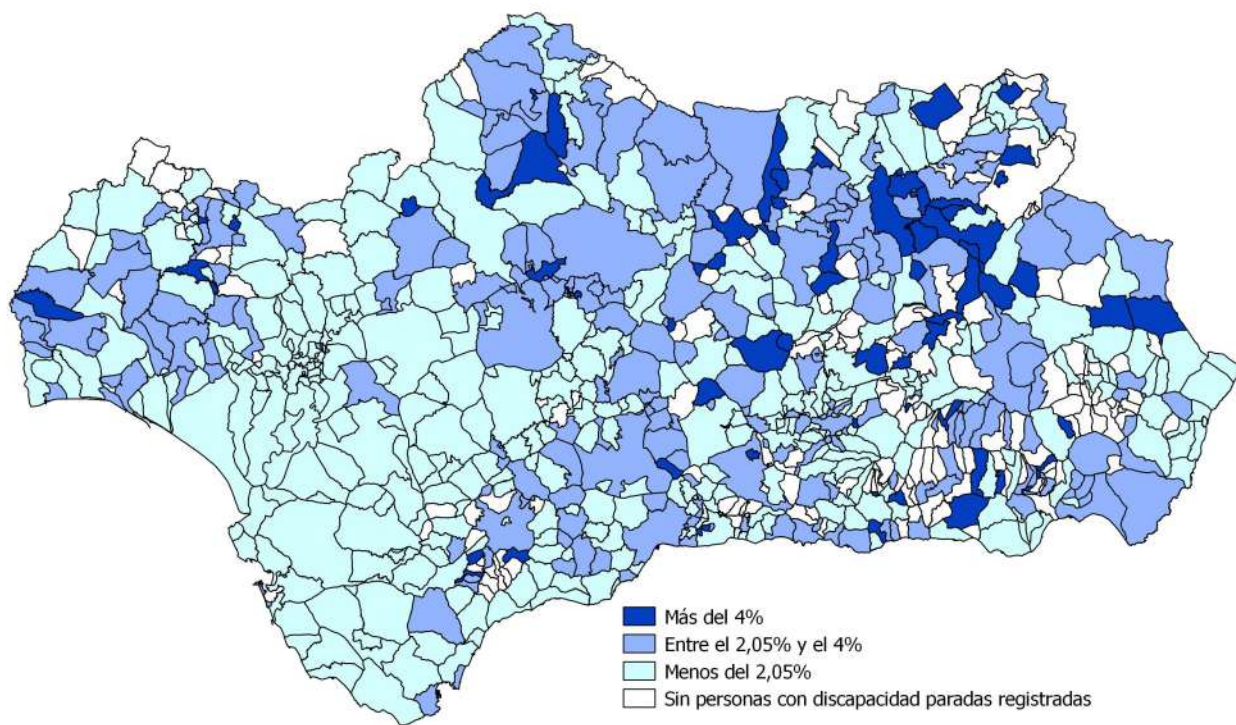 Más del 4%
Entre el 2,05% y el 4%
Menos del 2,05%
Sin personas con discapacidad paradas registradas